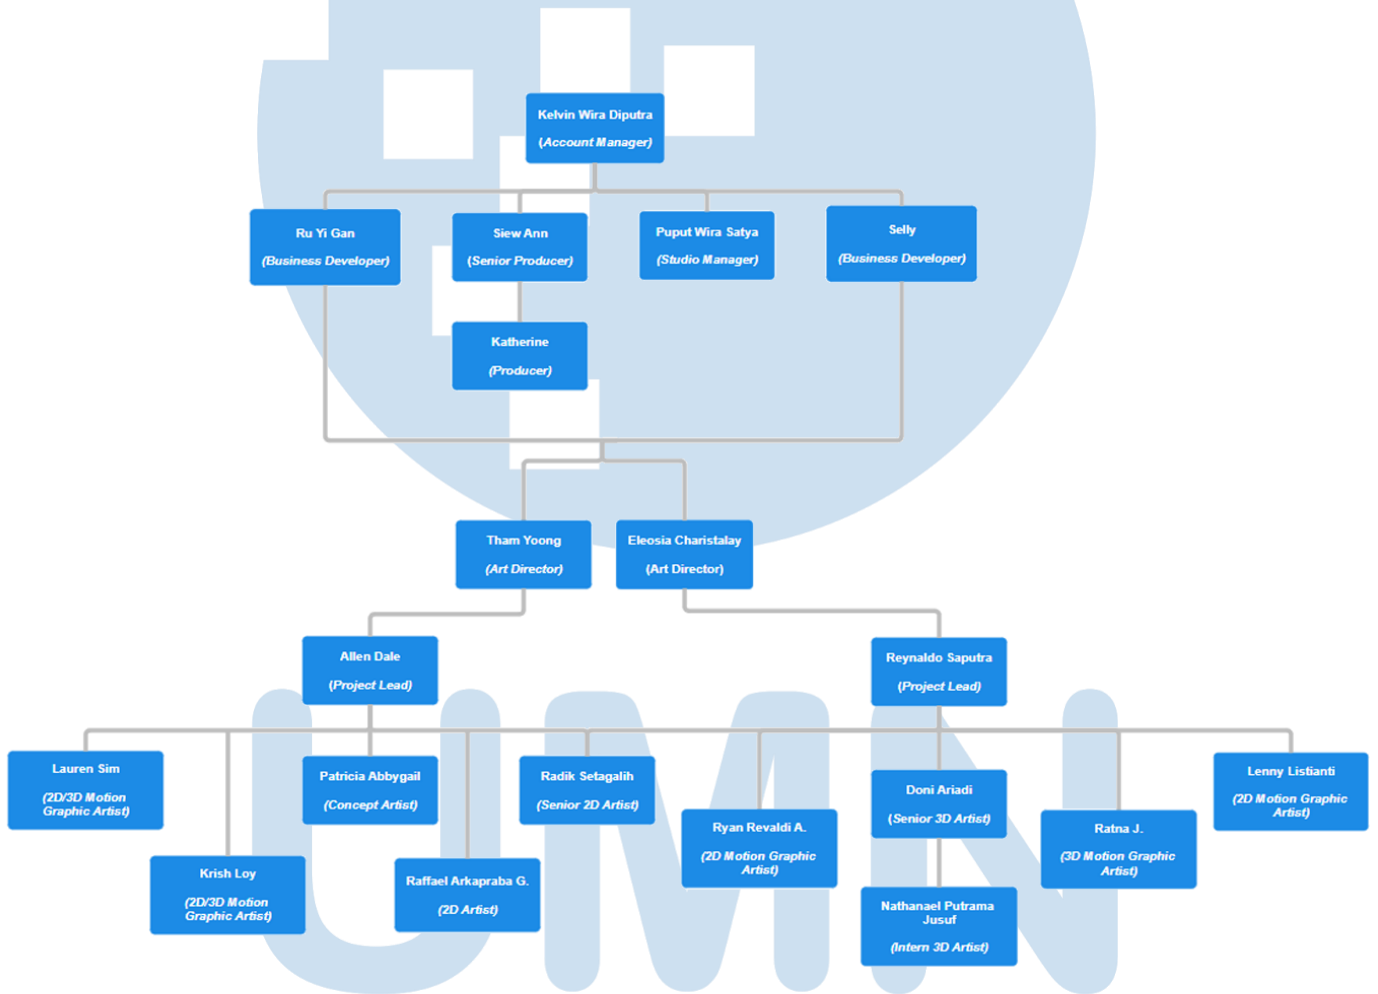 Kelvin Wira Diputra
(Account Manager)
Ru Yi Gan
(Business Developer)
Siew Ann
(Senior Producer)
Puput Wira Satya
(Studio Manager)
Selly
(Business Developer)
Katherine
(Producer)
Tham Yoong
(Art Director)
Eleosia Charistalay
(Art Director)
Allen Dale
(Project Lead)
Reynaldo Saputra
(Project Lead)
Lauren Sim
(2D/3D Motion
Graphic Artist)
Patricia Abbygail
(Concept Artist)
Radik Setagalih
(Senior 2D Artist)
Doni Ariadi
(Senior 3D Artist)
Lenny Listianti
(2D Motion Graphic
Artist)
Ryan Revaldi A.
(2D Motion Graphic
Artist)
Ratna J.
(3D Motion Graphic
Artist)
Krish Loy
(2D/3D Motion
Graphic Artist)
Raffael Arkapraba G.
(2D Artist)
Nathanael Putrama
Jusuf
(Intern 3D Artist)
UMN